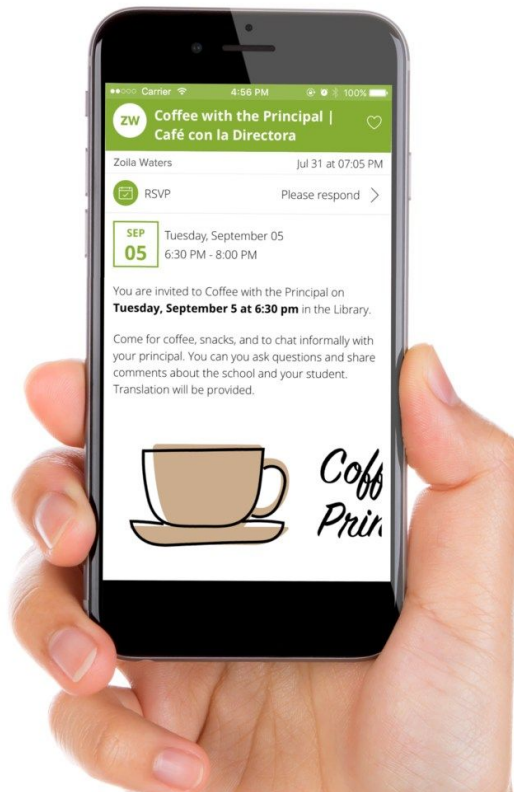 Carrier 4:56 PM 100%
ZW
Coffee with the Principal |
Café con la Directora
Zoila Waters Jul 31 at 07:05 PM
RSVP Please respond
SEP
05
Tuesday, September 05
6:30 PM - 8:00 PM
You are invited to Coffee with the Principal on
Tuesday, September 5 at 6:30 pm in the Library.
Come for coffee, snacks, and to chat informally with
your principal. You can you ask questions and share
comments about the school and your student.
Translation will be provided.